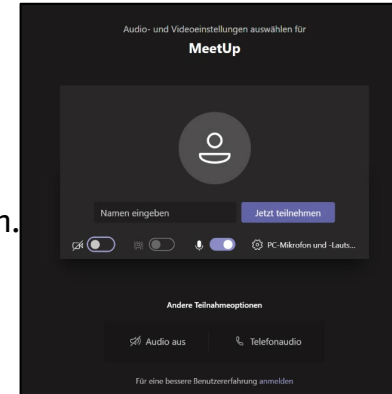 Audio- und Videoeinstellungen auswählen für
MeetUp
n.
Namen eingeben
Jetzt teilnehmen
PC-Mikrofon und -Lauts...
Andere Teilnahmeoptionen
Audio aus
Telefonaudio
Für eine bessere Benutzererfahrung anmelden